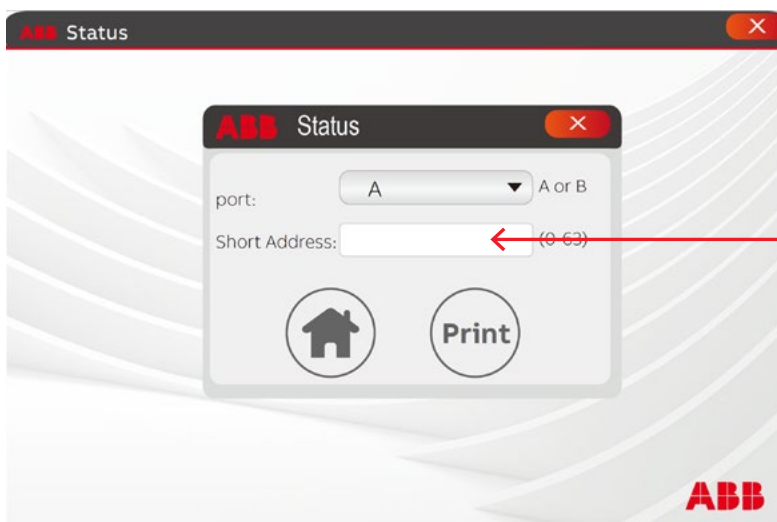 ABB Status
ABB Status
port: A A or B
Short Address: (0-63)
Print
ABB